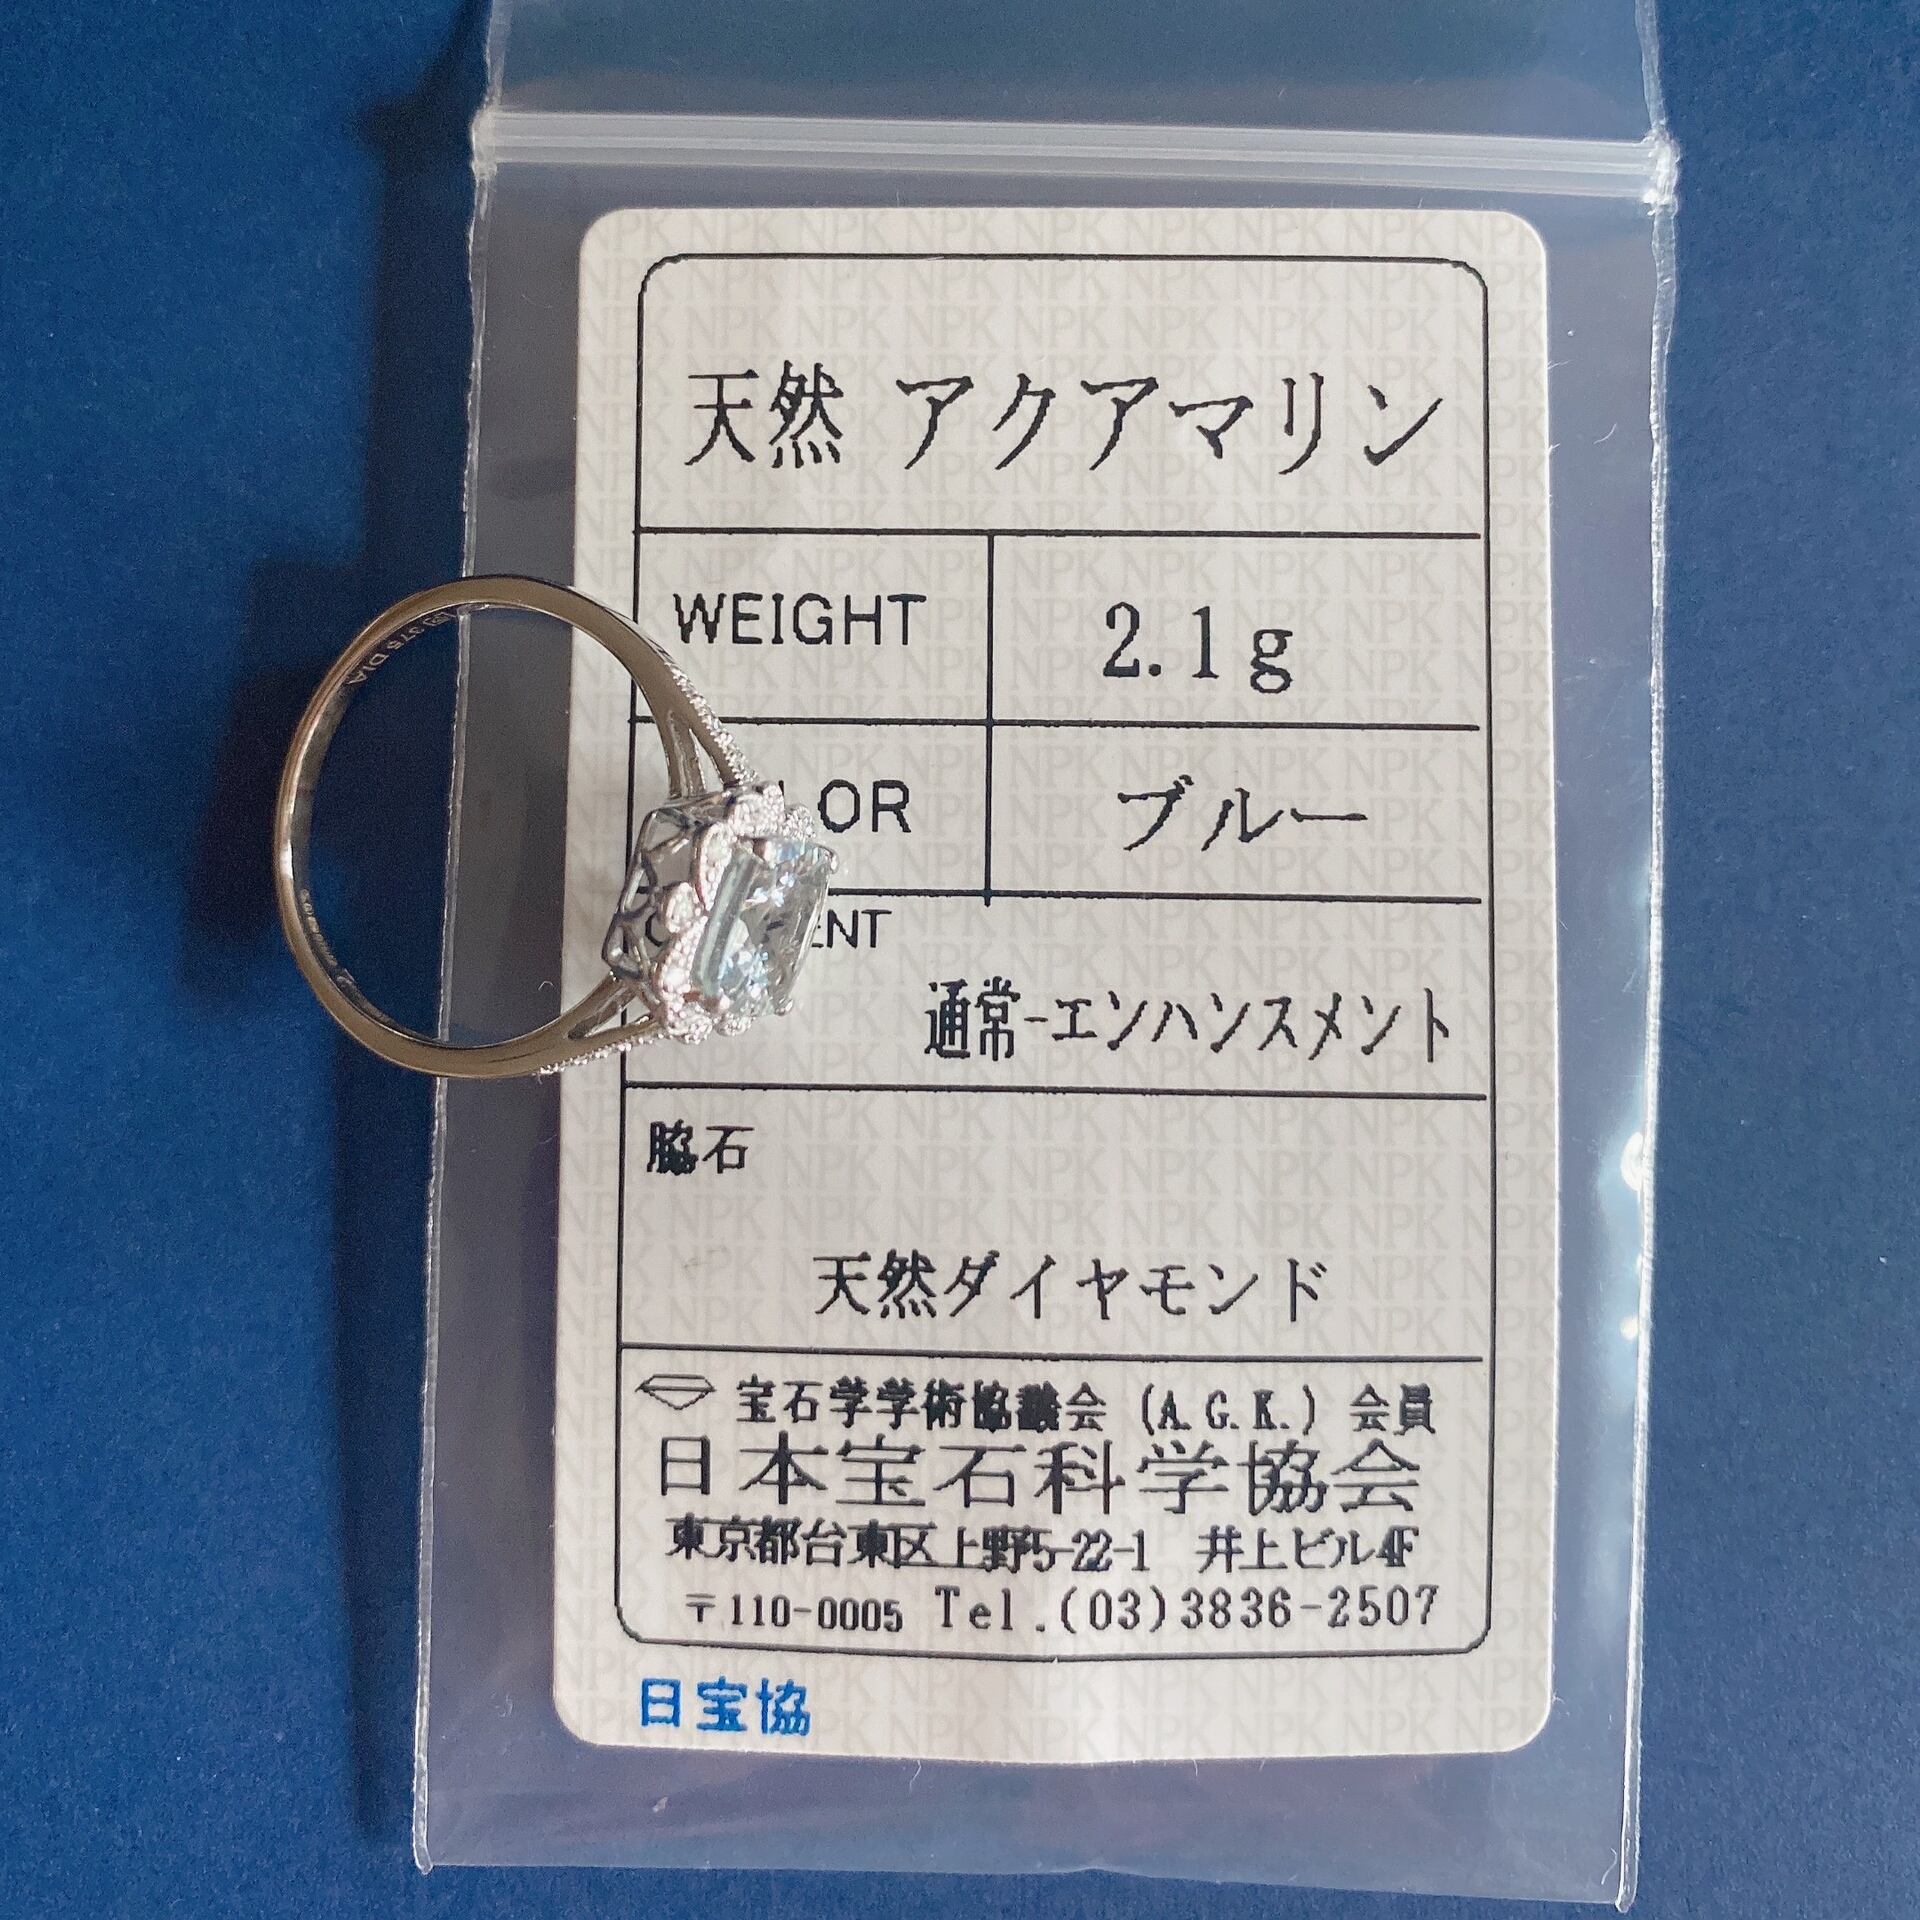 天然 アクアマリン
WEIGHT 2.1g
OR ブルー
ENT
通常-エンハンスメント
脇石
天然ダイヤモンド
宝石学学術協議会 (A.G.K.) 会員
日本宝石科学協会
東京都台東区上野5-22-1 井上ビル4F
〒110-0005 Tel.(03)3836-2507
日宝協
375 DIA